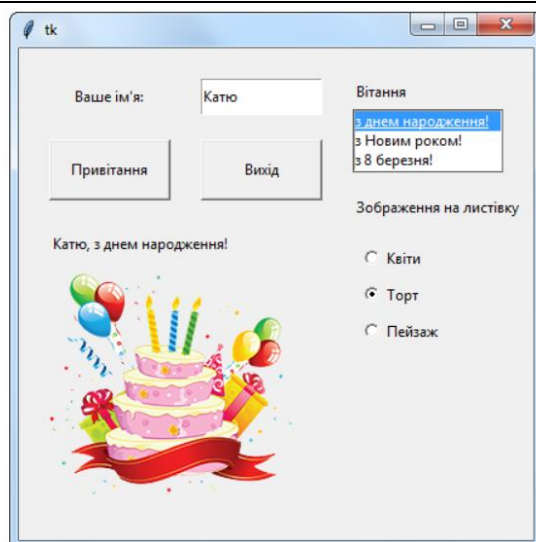 tk
Ваше ім'я:
Катю
Привітання
Вихід
Вітання
з днем народження!
з Новим роком!
з 8 березня!
Зображення на листівку
Квіти
Торт
Пейзаж
Катю, з днем народження!